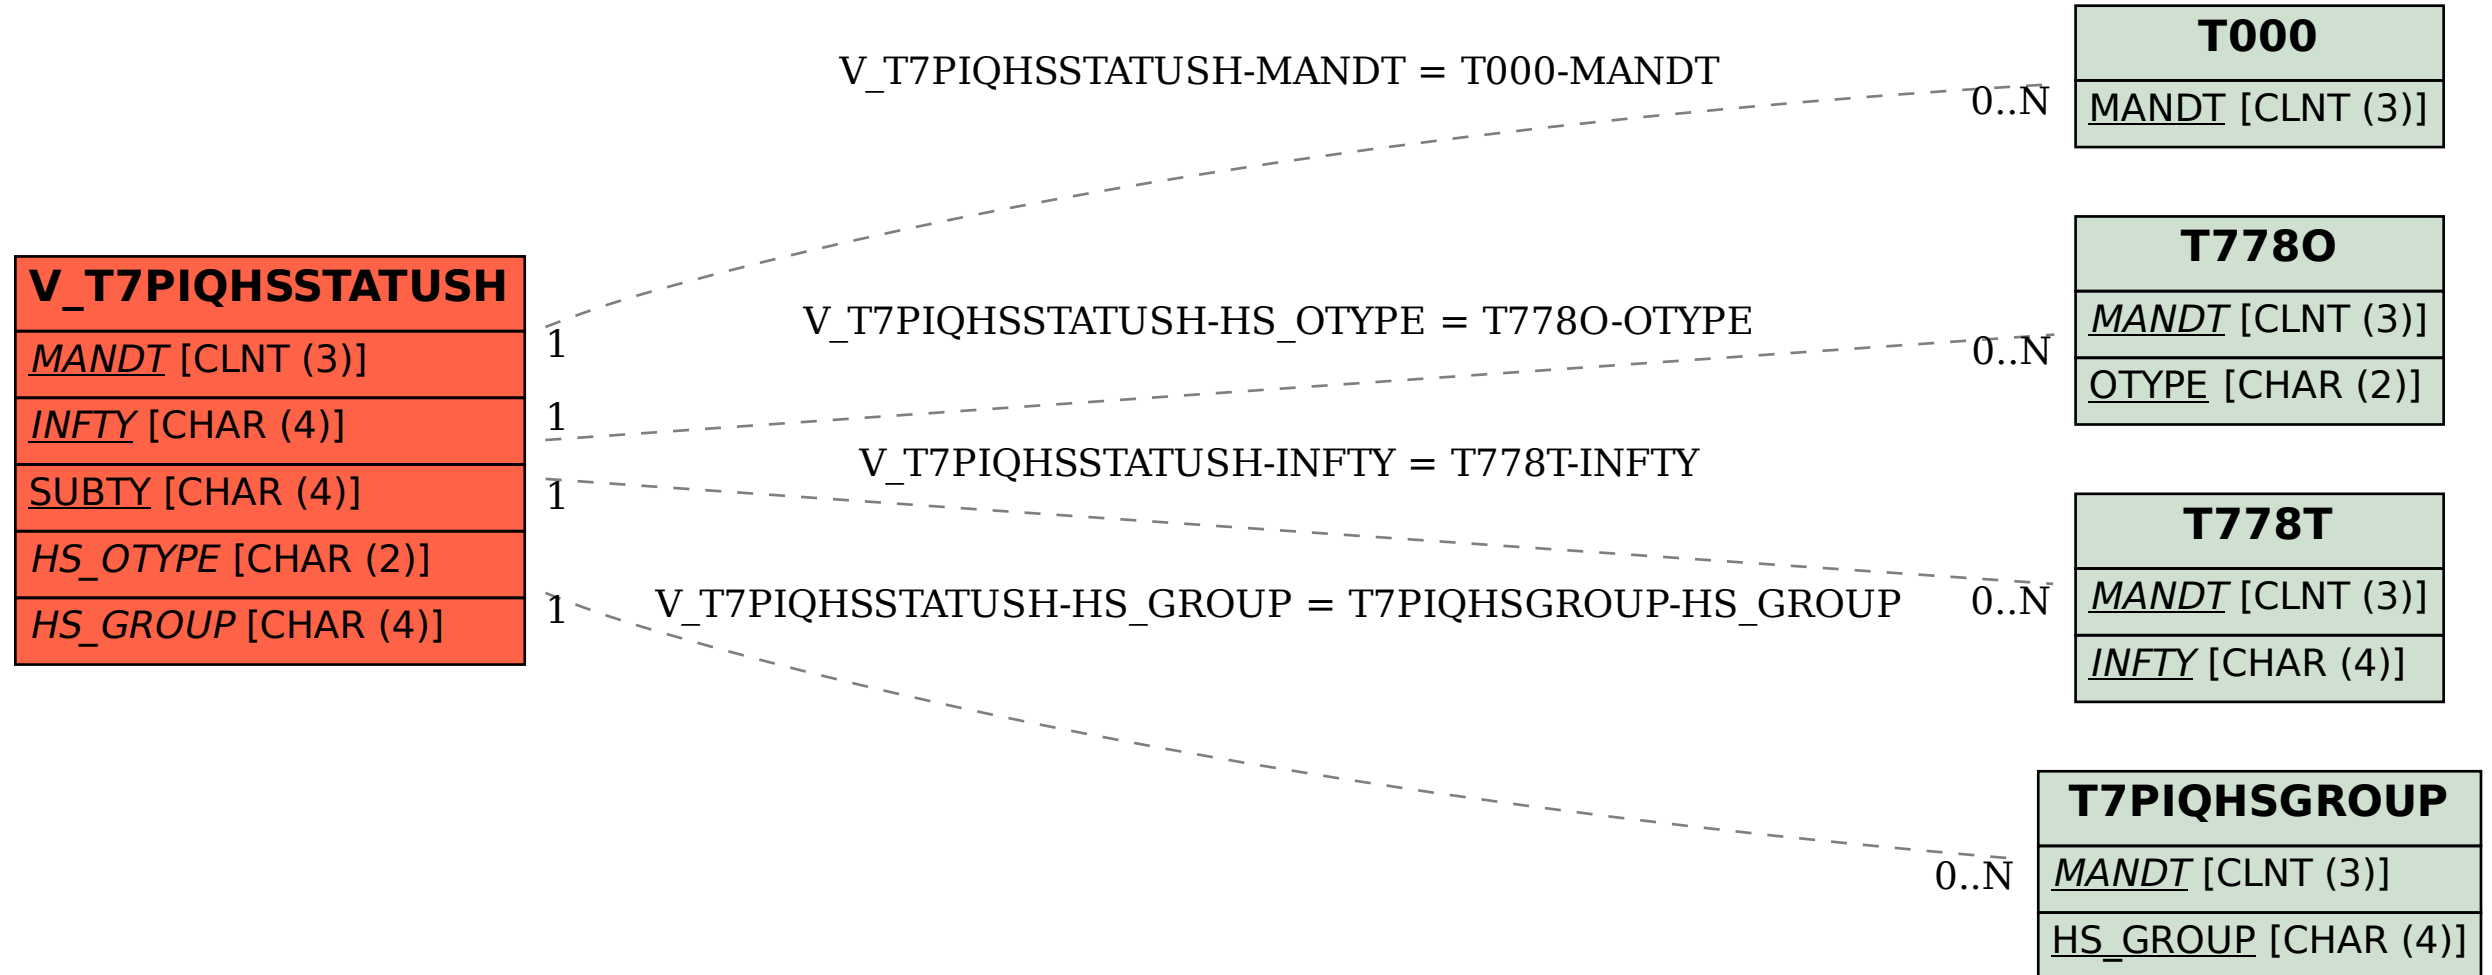 V_T7PIQHSSTATUSH
MANDT [CLNT (3)]
INFTY [CHAR (4)]
SUBTY [CHAR (4)]
HS_OTYPE [CHAR (2)]
HS_GROUP [CHAR (4)]
V_T7PIQHSSTATUSH-MANDT = T000-MANDT
1
0..N
V_T7PIQHSSTATUSH-HS_OTYPE = T778O-OTYPE
1
0..N
V_T7PIQHSSTATUSH-INFTY = T778T-INFTY
1
0..N
V_T7PIQHSSTATUSH-HS_GROUP = T7PIQHSGROUP-HS_GROUP
1
0..N
T000
MANDT [CLNT (3)]
T778O
MANDT [CLNT (3)]
OTYPE [CHAR (2)]
T778T
MANDT [CLNT (3)]
INFTY [CHAR (4)]
T7PIQHSGROUP
MANDT [CLNT (3)]
HS_GROUP [CHAR (4)]